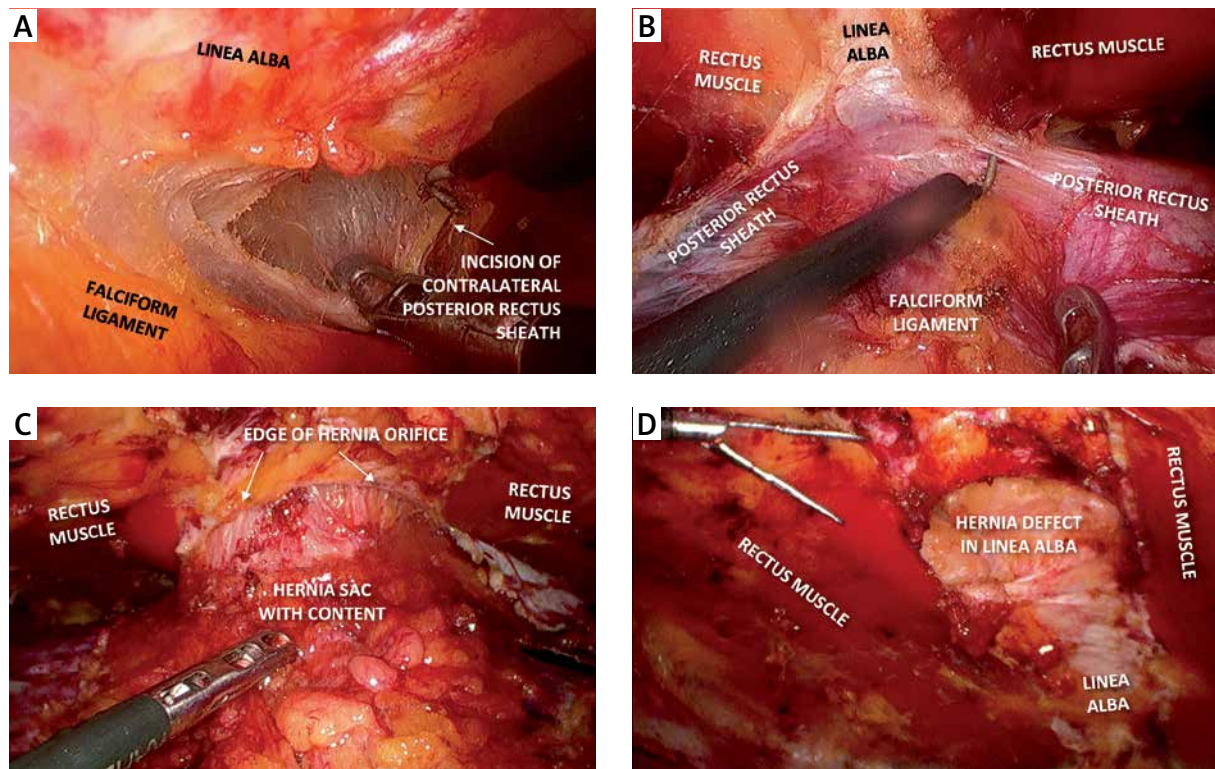 A
LINEA ALBA
FALCIFORM
LIGAMENT
INCISION OF
CONTRALATERAL
POSTERIOR RECTUS
SHEATH
B
RECTUS
MUSCLE
LINEA
ALBA
RECTUS MUSCLE
POSTERIOR RECTUS
SHEATH
POSTERIOR RECTUS
SHEATH
FALCIFORM
LIGAMENT
C
EDGE OF HERNIA ORIFICE
RECTUS
MUSCLE
RECTUS
MUSCLE
HERNIA SAC
WITH CONTENT
D
RECTUS MUSCLE
HERNIA DEFECT
IN LINEA ALBA
RECTUS MUSCLE
LINEA
ALBA